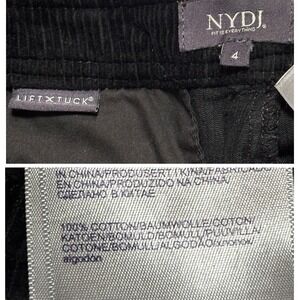 NYDJ
FIT IS EVERYTHING
4
LIFT X TUCK®
IN CHINA/PRODUSERT I KINA/FABRICADO
EN CHINA/PRODUZIDO NA CHINA
СДЕЛАНО В КИТАЕ
100% COTTON/BAUMWOLLE/COTON/
KATOEN/BOMULD/BOMULL/PUUVILLA/
COTONE/BOMULL/ALGODÃO/хлопок/
algodón